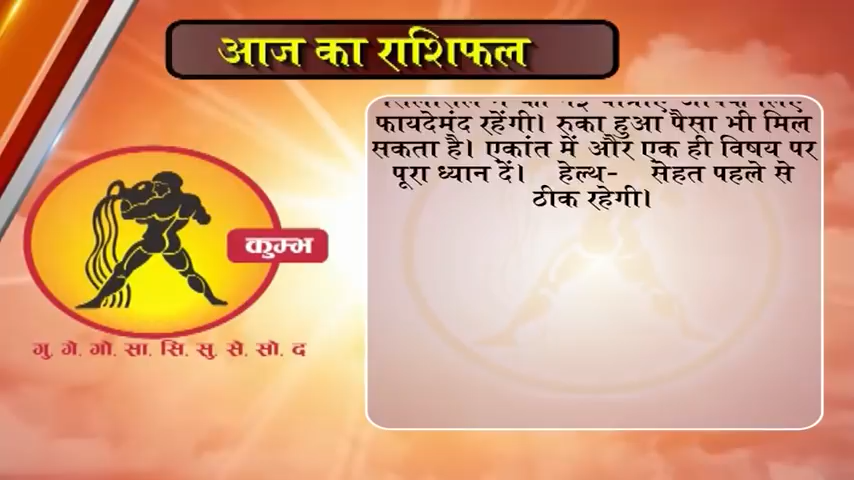 आज का राशिफल
फायदेमंद रहेंगी। रुका हुआ पैसा भी मिल
सकता है। एकांत में और एक ही विषय पर
पूरा ध्यान दें। हेल्थ- सेहत पहले से
ठीक रहेगी।
कुम्भ
गु. गे. गो. सा. सि. सु. से. सो. द